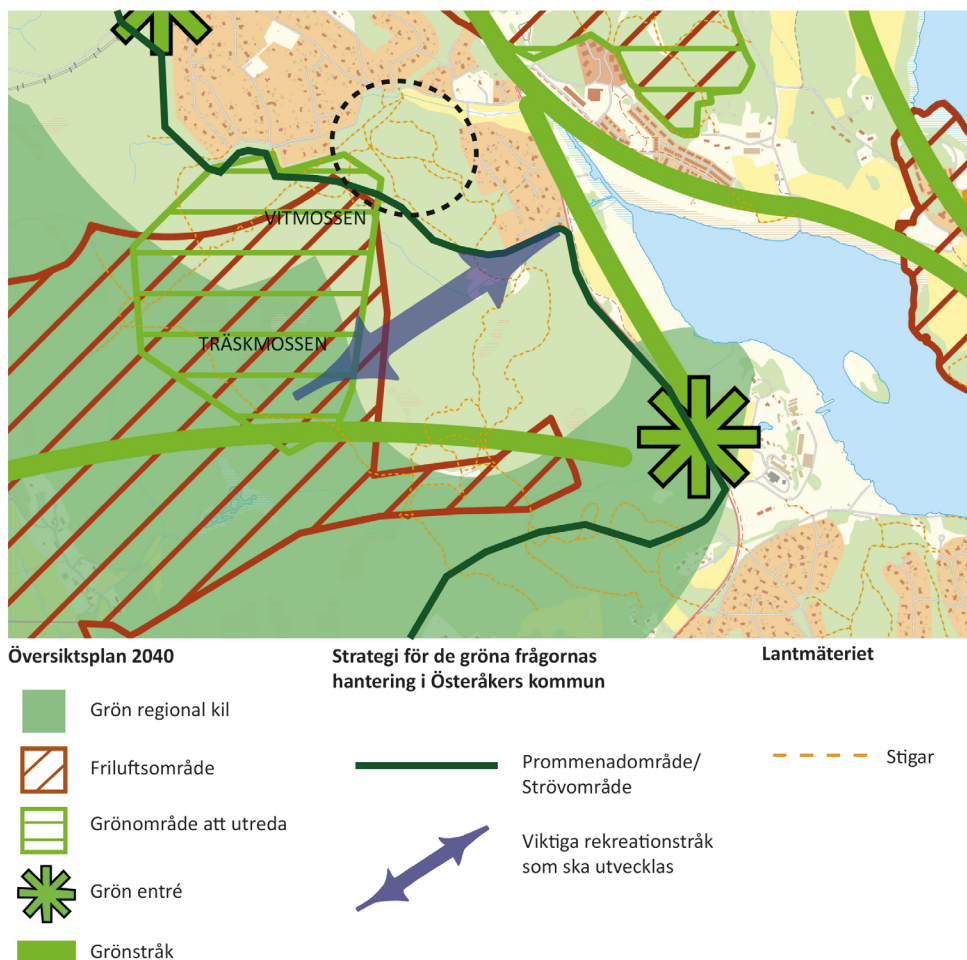 VITMOSSEN
TRÄSKMOSSEN
Översiktsplan 2040
Grön regional kil
Friluftsområde
Grönområde att utreda
Grön entré
Grönstråk
Strategi för de gröna frågornas
hantering i Österåkers kommun
Prommenadområde/
Strövområde
Viktiga rekreationstråk
som ska utvecklas
Lantmäteriet
Stigar